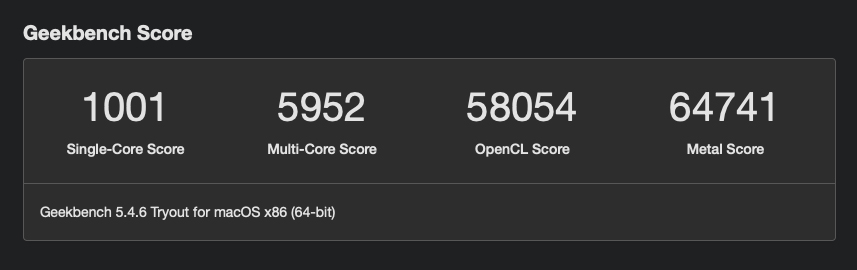 Geekbench Score
1001 5952 58054 64741
Single-Core Score Multi-Core Score OpenCL Score Metal Score
Geekbench 5.4.6 Tryout for macOS x86 (64-bit)